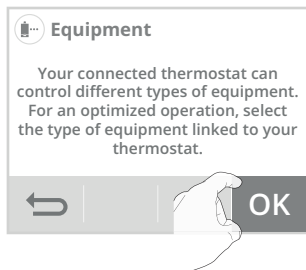 Equipment
Your connected thermostat can
control different types of equipment.
For an optimized operation, select
the type of equipment linked to your
thermostat.
OK